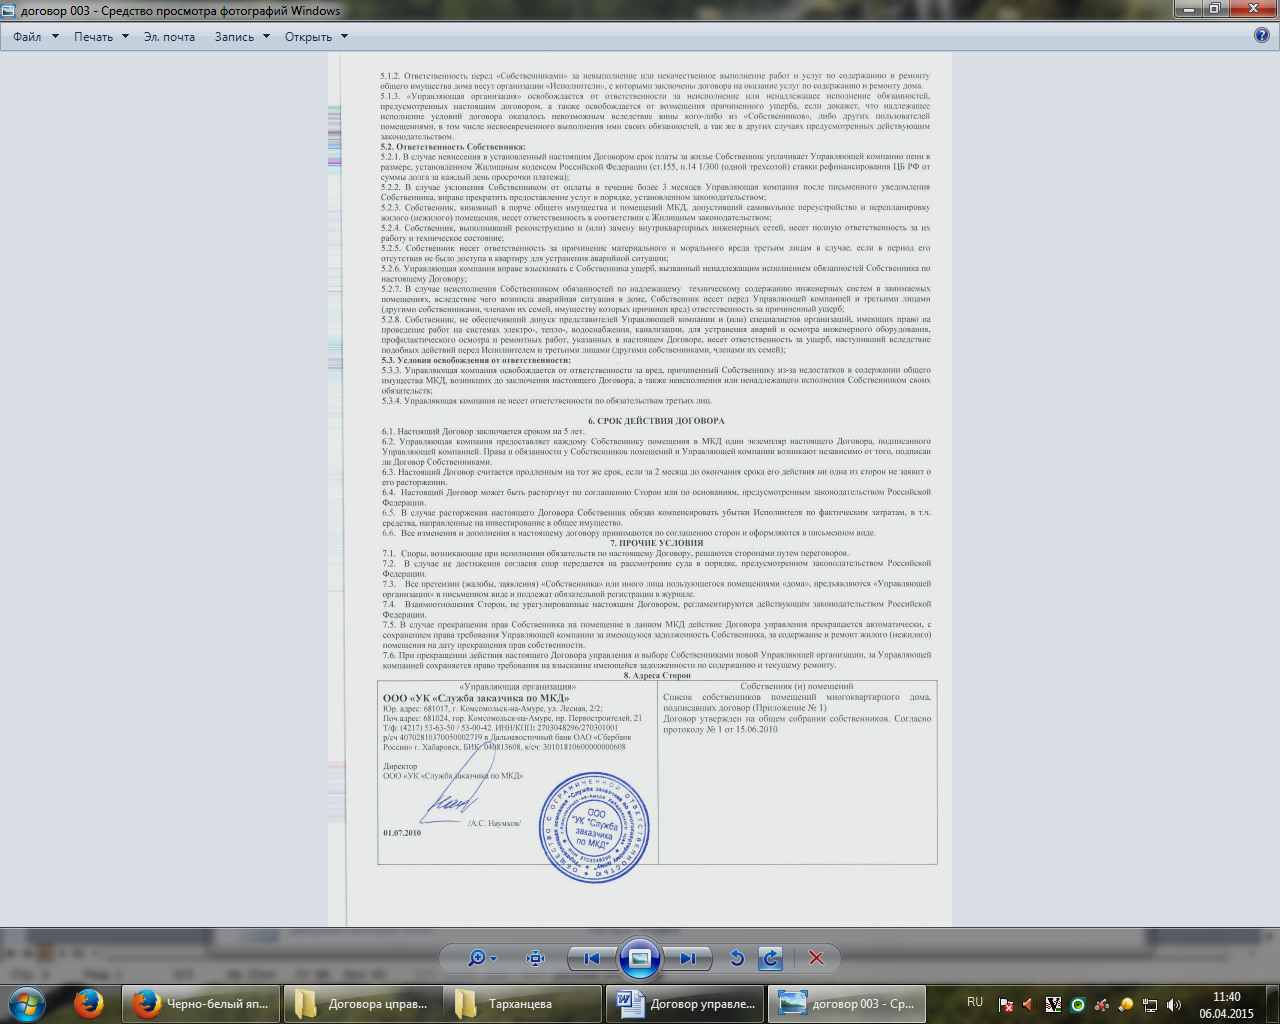 договор 003 - Средство просмотра фотографий Windows
Файл Печать Эл. почта Запись Открыть
5.1.2. Ответственность перед «Собственниками» за невыполнение или некачественное выполнение работ и услуг по содержанию и ремонту
общего имущества дома несут организации «Исполнители», с которыми заключены договора на оказание услуг по содержанию и ремонту дома.
5.1.3. «Управляющая организация» освобождается от ответственности за неисполнение или ненадлежащее исполнение обязанностей,
предусмотренных настоящим договором, а также освобождается от возмещения причиненного ущерба, если докажет, что надлежащее
исполнение условий договора оказалось невозможным вследствие вины кого-либо из «Собственников», либо других пользователей
помещениями, в том числе несвоевременного выполнения ими своих обязанностей, а так же в других случаях предусмотренных действующим
законодательством.
5.2. Ответственность Собственника:
5.2.1. В случае невнесения в установленный настоящим Договором срок платы за жилье Собственник уплачивает Управляющей компании пени в
размере, установленном Жилищным кодексом Российской Федерации (ст.155, п.14 1/300 (одной трехсотой) ставки рефинансирования ЦБ РФ от
суммы долга за каждый день просрочки платежа);
5.2.2. В случае уклонения Собственником от оплаты в течение более 3 месяцев Управляющая компания после письменного уведомления
Собственника, вправе прекратить предоставление услуг в порядке, установленном законодательством;
5.2.3. Собственник, виновный в порче общего имущества и помещений МКД, допустивший самовольное переустройство и перепланировку
жилого (нежилого) помещения, несет ответственность в соответствии с Жилищным законодательством;
5.2.4. Собственник, выполнивший реконструкцию и (или) замену внутриквартирных инженерных сетей, несет полную ответственность за их
работу и техническое состояние;
5.2.5. Собственник несет ответственность за причинение материального и морального вреда третьим лицам в случае, если в период его
отсутствия не было доступа в квартиру для устранения аварийной ситуации;
5.2.6. Управляющая компания вправе взыскивать с Собственника ущерб, вызванный ненадлежащим исполнением обязанностей Собственника по
настоящему Договору;
5.2.7. В случае неисполнения Собственником обязанностей по надлежащему техническому содержанию инженерных систем в занимаемых
помещениях, вследствие чего возникла аварийная ситуация в доме, Собственник несет перед Управляющей компанией и третьими лицами
(другими собственниками, членами их семей, имуществу которых причинен вред) ответственность за причиненный ущерб;
5.2.8. Собственник, не обеспечивший допуск представителей Управляющей компании и (или) специалистов организаций, имеющих право на
проведение работ на системах электро-, тепло-, водоснабжения, канализации, для устранения аварий и осмотра инженерного оборудования,
профилактического осмотра и ремонтных работ, указанных в настоящем Договоре, несет ответственность за ущерб, наступивший вследствие
подобных действий перед Исполнителем и третьими лицами (другими собственниками, членами их семей);
5.3. Условия освобождения от ответственности:
5.3.3. Управляющая компания освобождается от ответственности за вред, причиненный Собственнику из-за недостатков в содержании общего
имущества МКД, возникших до заключения настоящего Договора, а также неисполнения или ненадлежащего исполнения Собственником своих
обязательств;
5.3.4. Управляющая компания не несет ответственности по обязательствам третьих лиц.
6. СРОК ДЕЙСТВИЯ ДОГОВОРА
6.1. Настоящий Договор заключается сроком на 5 лет.
6.2. Управляющая компания предоставляет каждому Собственнику помещения в МКД один экземпляр настоящего Договора, подписанного
Управляющей компанией. Права и обязанности у Собственников помещений и Управляющей компании возникают независимо от того, подписан
ли Договор Собственниками.
6.3. Настоящий Договор считается продленным на тот же срок, если за 2 месяца до окончания срока его действия ни одна из сторон не заявит о
его расторжении.
6.4. Настоящий Договор может быть расторгнут по соглашению Сторон или по основаниям, предусмотренным законодательством Российской
Федерации.
6.5. В случае расторжения настоящего Договора Собственник обязан компенсировать убытки Исполнителя по фактическим затратам, в т.ч.
средства, направленные на инвестирование в общее имущество.
6.6. Все изменения и дополнения к настоящему договору принимаются по соглашению сторон и оформляются в письменном виде.
7. ПРОЧИЕ УСЛОВИЯ
7.1. Споры, возникающие при исполнении обязательств по настоящему Договору, решаются сторонами путем переговоров.
7.2. В случае не достижения согласия спор передается на рассмотрение суда в порядке, предусмотренном законодательством Российской
Федерации.
7.3. Все претензии (жалобы, заявления) «Собственника» или иного лица пользующегося помещениями «дома», предъявляются «Управляющей
организации» в письменном виде и подлежат обязательной регистрации в журнале.
7.4. Взаимоотношения Сторон, не урегулированные настоящим Договором, регламентируются действующим законодательством Российской
Федерации.
7.5. В случае прекращения прав Собственника на помещение в данном МКД действие Договора управления прекращается автоматически, с
сохранением права требования Управляющей компании за имеющуюся задолженность Собственника, за содержание и ремонт жилого (нежилого)
помещения на дату прекращения прав собственности.
7.6. При прекращении действия настоящего Договора управления и выборе Собственниками новой Управляющей организации, за Управляющей
компанией сохраняется право требования на взыскание имеющейся задолженности по содержанию и текущему ремонту.
8. Адреса Сторон
«Управляющая организация»
ООО «УК «Служба заказчика по МКД»
Юр. адрес: 681017, г. Комсомольск-на-Амуре, ул. Лесная, 2/2;
Поч.адрес: 681024, гор. Комсомольск-на-Амуре, пр. Первостроителей, 21
Т/ф: (4217) 53-63-50 / 53-00-42. ИНН/КПП: 2703048296/270301001
р/сч 40702810370050002719 в Дальневосточный банк ОАО «Сбербанк
России» г. Хабаровск, БИК: 040813608, к/сч: 30101810600000000608
Директор
ООО «УК «Служба заказчика по МКД»
/А.С. Наумков/
01.07.2010
Собственник (и) помещений
Список собственников помещений многоквартирного дома,
подписавших договор (Приложение № 1)
Договор утвержден на общем собрании собственников. Согласно
протоколу № 1 от 15.06.2010
ОБЩЕСТВО С ОГРАНИЧЕННОЙ ОТВЕТСТВЕННОСТЬЮ
ООО
"УК "Служба
заказчика
по МКД"
Черно-белый яп... Договора цправ... Тарханцева Договор управле... договор 003 - Ср... RU
11:40
06.04.2015